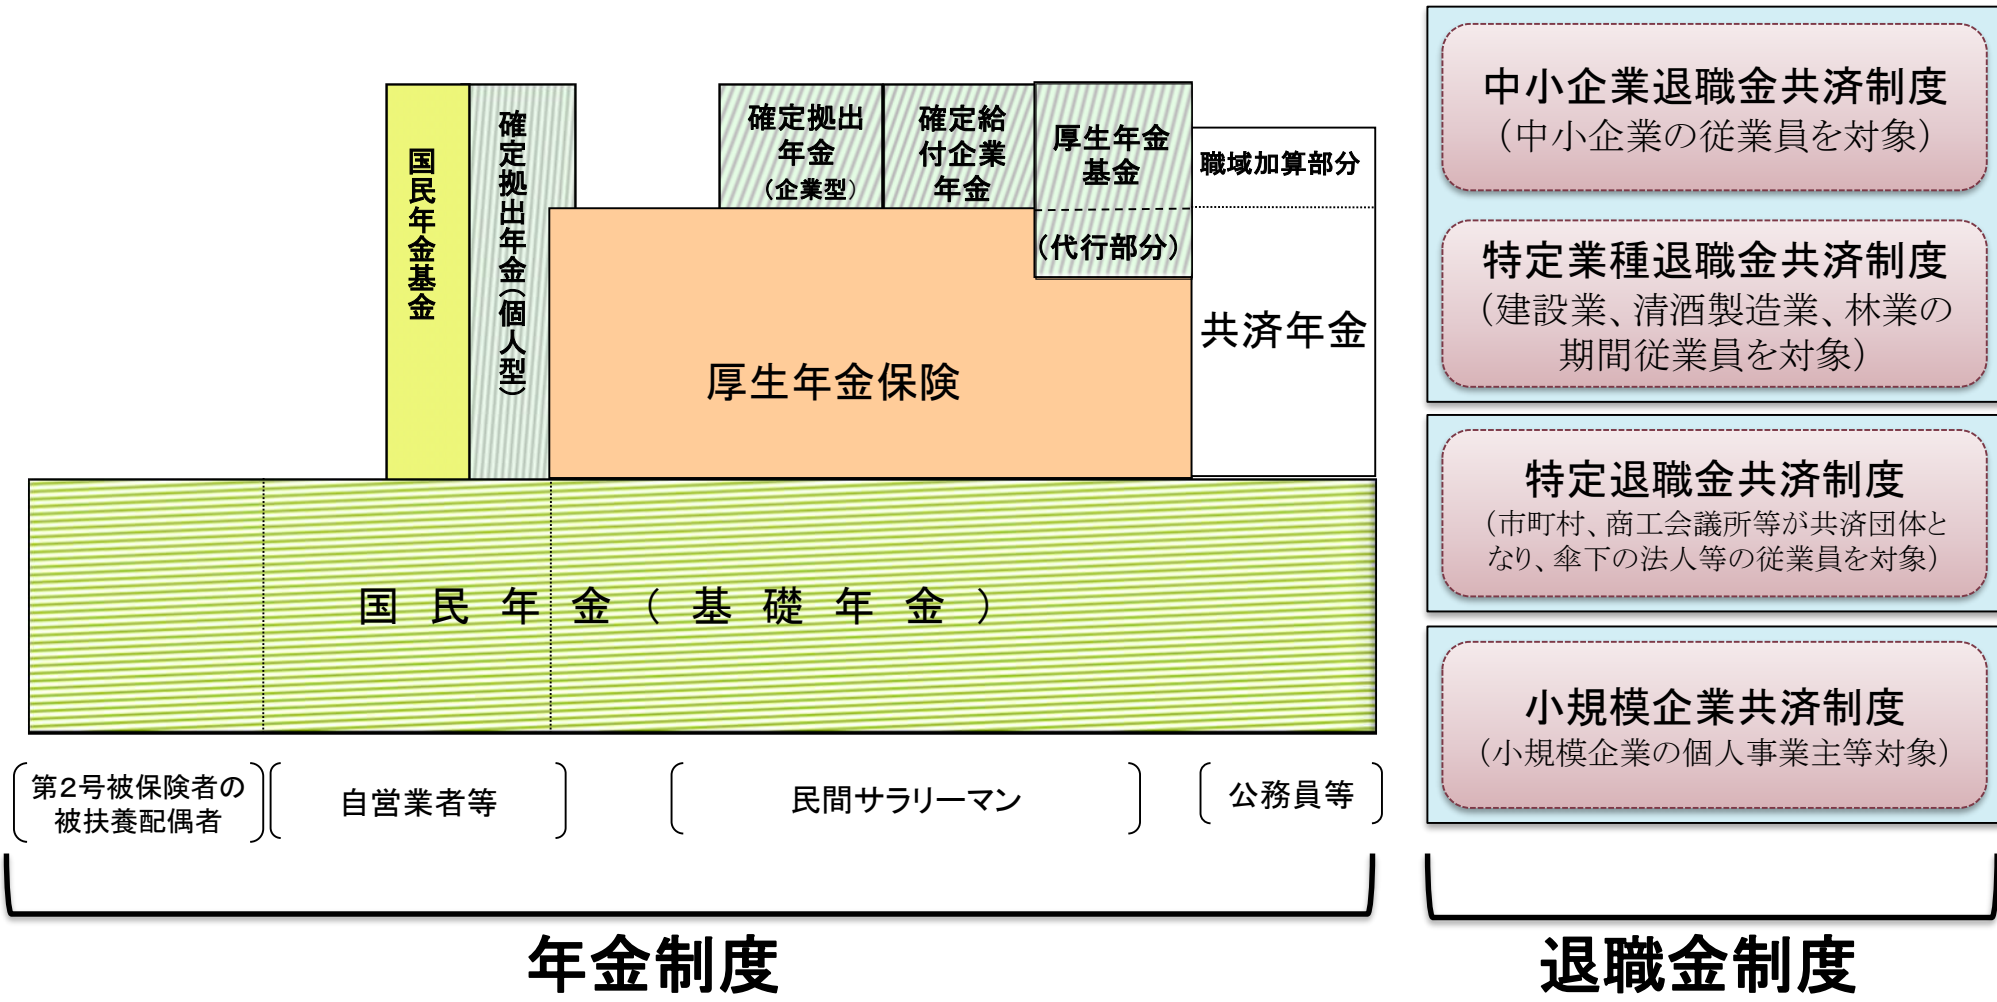 国民年金基金
確定拠出年金（個人型）
確定拠出
年金
（企業型）
確定給
付企業
年金
厚生年金
基金
（代行部分）
職域加算部分
共済年金
厚生年金保険
国民年金（基礎年金）
第２号被保険者の
被扶養配偶者
自営業者等
民間サラリーマン
公務員等
年金制度
中小企業退職金共済制度
（中小企業の従業員を対象）
特定業種退職金共済制度
（建設業、清酒製造業、林業の
期間従業員を対象）
特定退職金共済制度
（市町村、商工会議所等が共済団体と
なり、傘下の法人等の従業員を対象）
小規模企業共済制度
（小規模企業の個人事業主等対象）
退職金制度